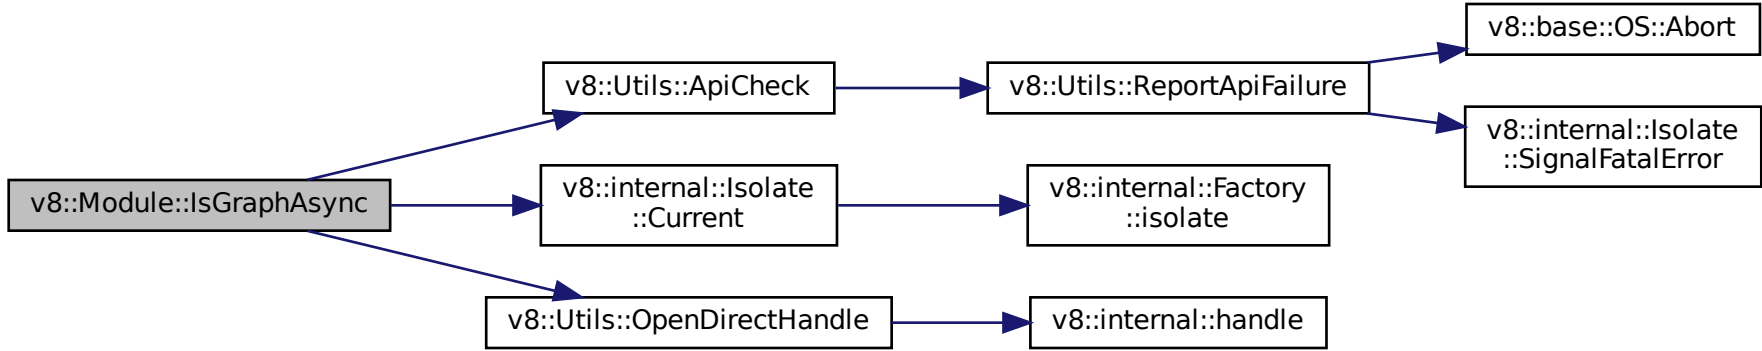 v8::Module::IsGraphAsync
v8::Utils::ApiCheck
v8::Utils::ReportApiFailure
v8::base::OS::Abort
v8::internal::Isolate
::SignalFatalError
v8::internal::Isolate
::Current
v8::internal::Factory
::isolate
v8::Utils::OpenDirectHandle
v8::internal::handle